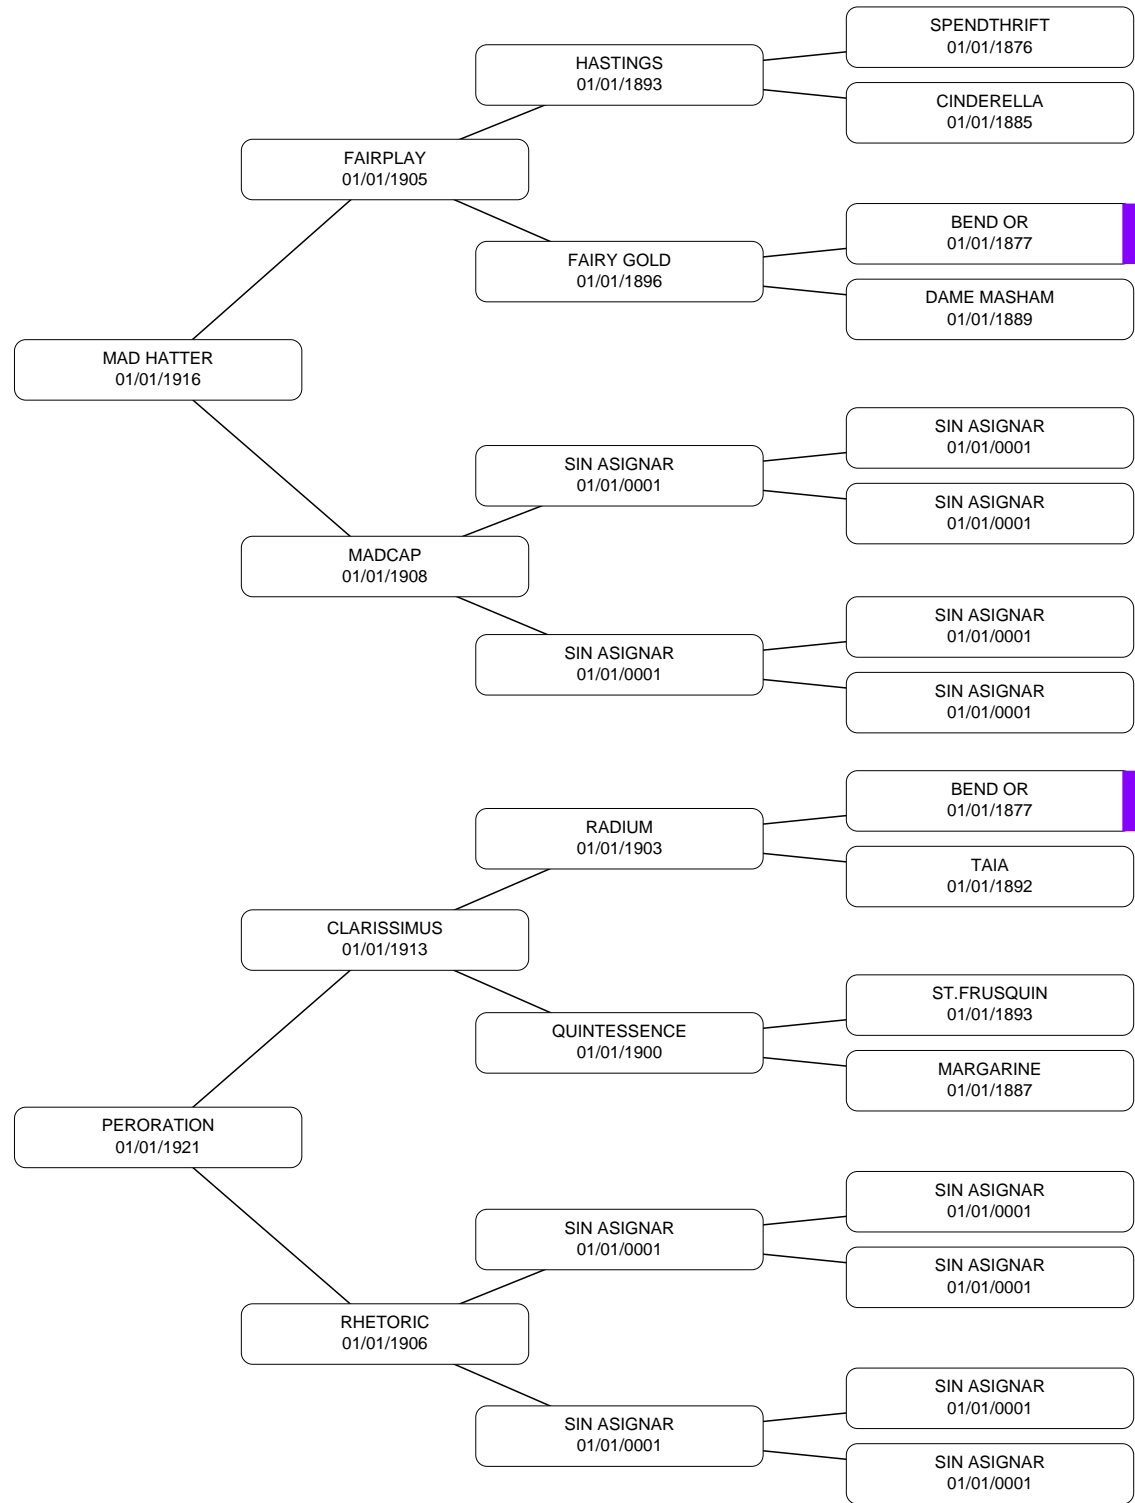 SPENDTHRIFT
01/01/1876
HASTINGS
01/01/1893
CINDERELLA
01/01/1885
FAIRPLAY
01/01/1905
BEND OR
01/01/1877
FAIRY GOLD
01/01/1896
DAME MASHAM
01/01/1889
MAD HATTER
01/01/1916
SIN ASIGNAR
01/01/0001
SIN ASIGNAR
01/01/0001
SIN ASIGNAR
01/01/0001
MADCAP
01/01/1908
SIN ASIGNAR
01/01/0001
SIN ASIGNAR
01/01/0001
SIN ASIGNAR
01/01/0001
BEND OR
01/01/1877
RADIUM
01/01/1903
TAIA
01/01/1892
CLARISSIMUS
01/01/1913
ST.FRUSQUIN
01/01/1893
QUINTESSENCE
01/01/1900
MARGARINE
01/01/1887
PERORATION
01/01/1921
SIN ASIGNAR
01/01/0001
SIN ASIGNAR
01/01/0001
SIN ASIGNAR
01/01/0001
RHETORIC
01/01/1906
SIN ASIGNAR
01/01/0001
SIN ASIGNAR
01/01/0001
SIN ASIGNAR
01/01/0001